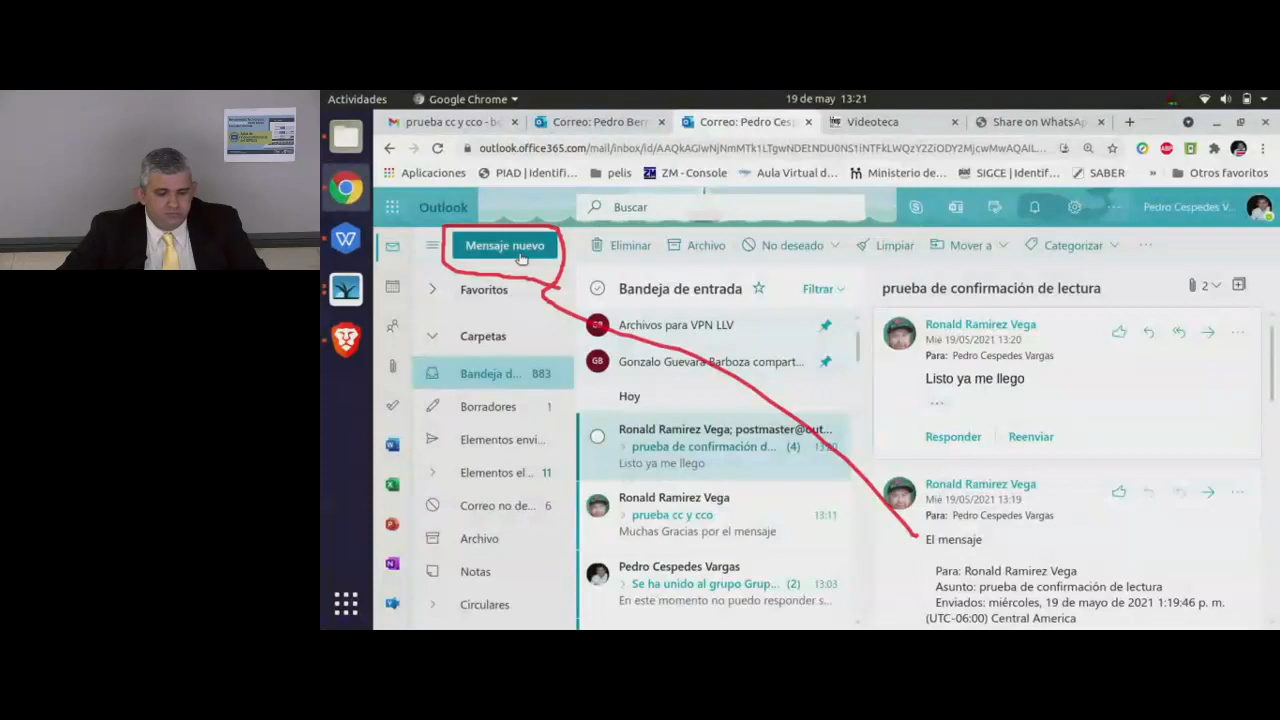 Actividades
Google Chrome
19 de may 13:21
prueba cc y cco - bc
Correo: Pedro Bern
Correo: Pedro Cesp
Videoteca
Share on WhatsAp
Aplicaciones
PIAD | Identifi...
pelis
ZM - Console
Aula Virtual d...
Ministerio de...
SIGCE | Identif...
SABER
»
Otros favoritos
Outlook
Buscar
Pedro Cespedes V...
Mensaje nuevo
Eliminar
Archivo
No deseado
Limpiar
Mover a
Categorizar
Favoritos
Carpetas
Bandeja d... 883
Borradores 1
Elementos envi...
Elementos el... 11
Correo no de... 6
Archivo
Notas
Circulares
Bandeja de entrada
Filtrar
Archivos para VPN LLV
GB
Gonzalo Guevara Barboza compart...
Hoy
Ronald Ramirez Vega; postmaster@out...
prueba de confirmación d... (4)
Listo ya me llego
Ronald Ramirez Vega
prueba cc y cco 13:11
Muchas Gracias por el mensaje
Pedro Cespedes Vargas
Se ha unido al grupo Grup... (2) 13:03
En este momento no puedo responder s...
prueba de confirmación de lectura
2
Ronald Ramirez Vega
Mié 19/05/2021 13:20
Para: Pedro Cespedes Vargas
Listo ya me llego
...
Responder
Reenviar
Ronald Ramirez Vega
Mié 19/05/2021 13:19
Para: Pedro Cespedes Vargas
El mensaje
Para: Ronald Ramirez Vega
Asunto: prueba de confirmación de lectura
Enviados: miércoles, 19 de mayo de 2021 1:19:46 p. m.
(UTC-06:00) Central America